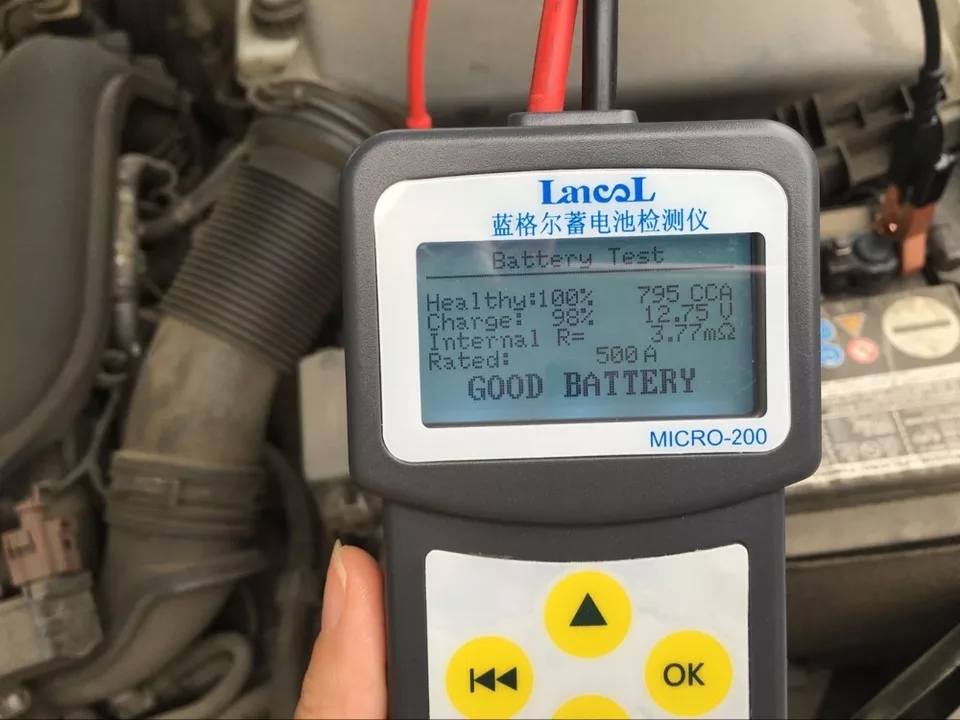 LancoL
蓝格尔蓄电池检测仪
Battery Test
Healthy:100% 795 CCA
Charge: 98% 12.75 V
Internal R= 3.77mΩ
Rated: 500 A
GOOD BATTERY
MICRO-200
OK